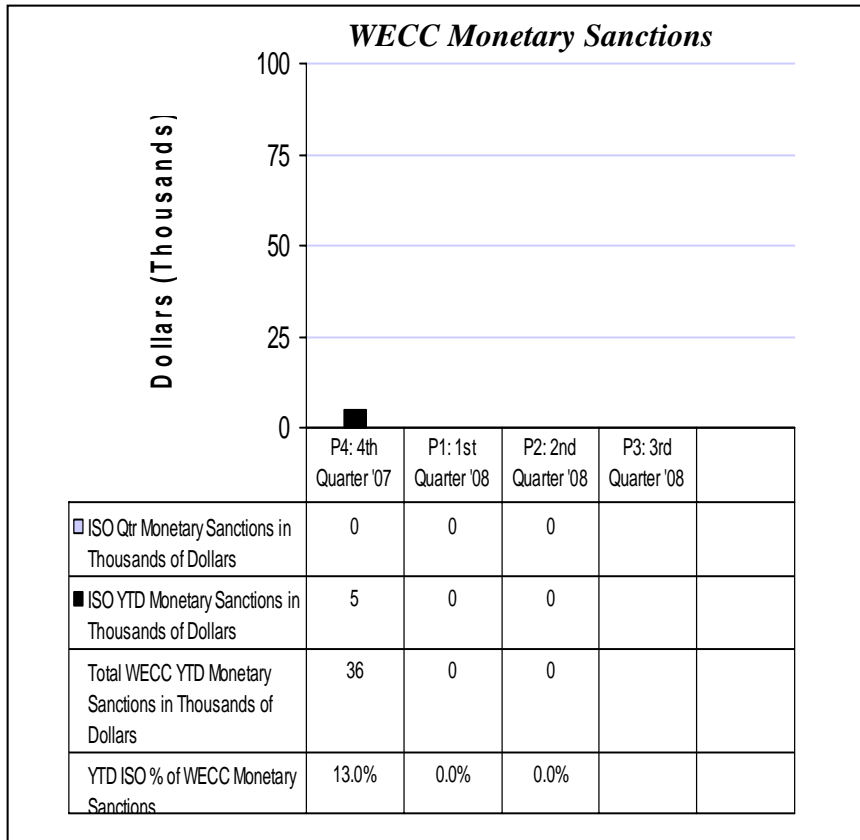 WECC Monetary Sanctions
Dollars (Thousands)
100
75
50
25
0
P4: 4th P1: 1st P2: 2nd P3: 3rd
Quarter '07 Quarter '08 Quarter '08 Quarter '08
ISO Qtr Monetary Sanctions in 0 0 0
Thousands of Dollars
ISO YTD Monetary Sanctions in 5 0 0
Thousands of Dollars
Total WECC YTD Monetary 36 0 0
Sanctions in Thousands of
Dollars
YTD ISO % of WECC Monetary 13.0% 0.0% 0.0%
Sanctions